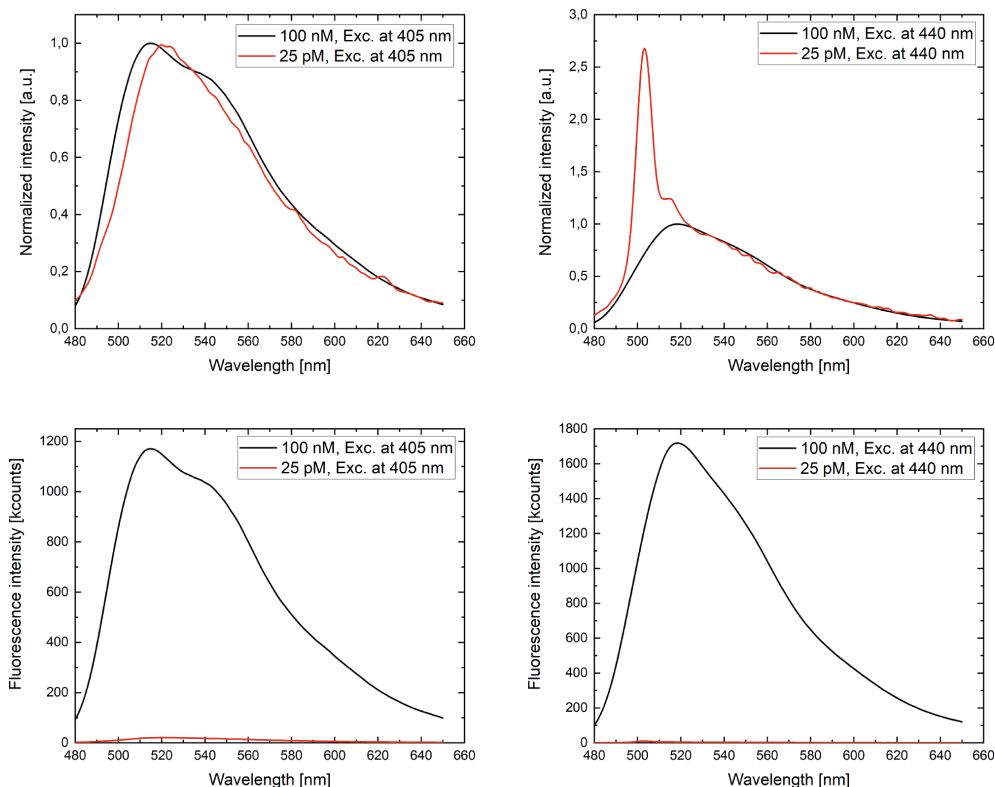 100 nM, Exc. at 405 nm
25 pM, Exc. at 405 nm
Normalized intensity [a.u.]
1,0
0,8
0,6
0,4
0,2
0,0
480 500 520 540 560 580 600 620 640 660
Wavelength [nm]
100 nM, Exc. at 440 nm
25 pM, Exc. at 440 nm
Normalized intensity [a.u.]
3,0
2,5
2,0
1,5
1,0
0,5
0,0
480 500 520 540 560 580 600 620 640 660
Wavelength [nm]
100 nM, Exc. at 405 nm
25 pM, Exc. at 405 nm
Fluorescence intensity [kcounts]
1200
1000
800
600
400
200
0
480 500 520 540 560 580 600 620 640 660
Wavelength [nm]
100 nM, Exc. at 440 nm
25 pM, Exc. at 440 nm
Fluorescence intensity [kcounts]
1800
1600
1400
1200
1000
800
600
400
200
0
480 500 520 540 560 580 600 620 640 660
Wavelength [nm]